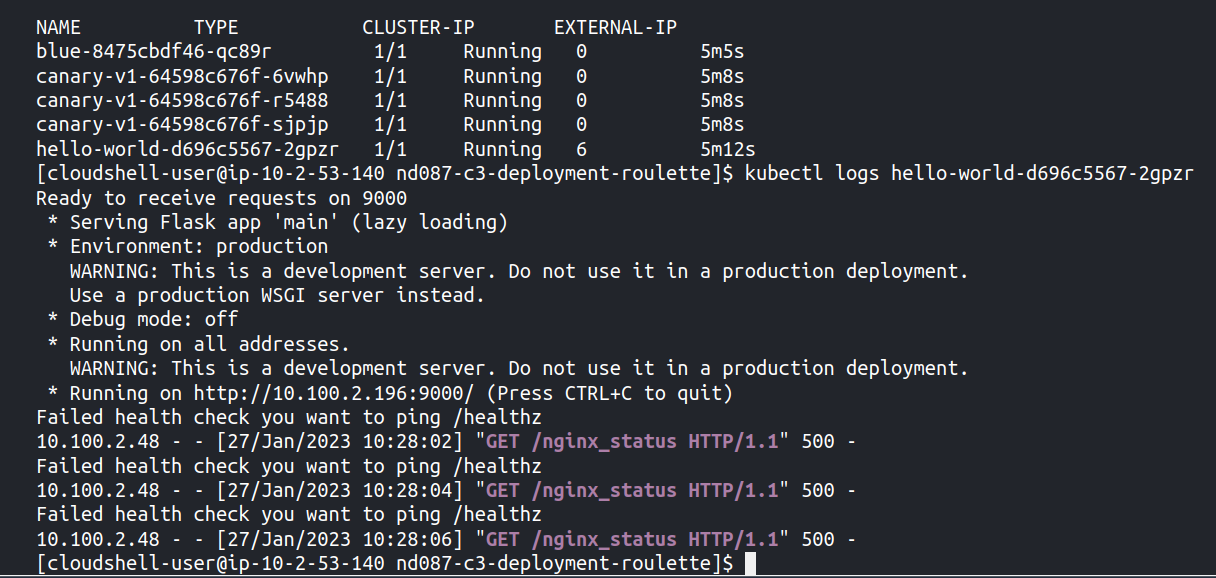 NAME TYPE CLUSTER-IP EXTERNAL-IP
blue-8475cbdf46-qc89r 1/1 Running 0 5m5s
canary-v1-64598c676f-6vwhp 1/1 Running 0 5m8s
canary-v1-64598c676f-r5488 1/1 Running 0 5m8s
canary-v1-64598c676f-sjpjp 1/1 Running 0 5m8s
hello-world-d696c5567-2gpzr 1/1 Running 6 5m12s
[cloudshell-user@ip-10-2-53-140 nd087-c3-deployment-roulette]$ kubectl logs hello-world-d696c5567-2gpzr
Ready to receive requests on 9000
* Serving Flask app 'main' (lazy loading)
* Environment: production
WARNING: This is a development server. Do not use it in a production deployment.
Use a production WSGI server instead.
* Debug mode: off
* Running on all addresses.
WARNING: This is a development server. Do not use it in a production deployment.
* Running on http://10.100.2.196:9000/ (Press CTRL+C to quit)
Failed health check you want to ping /healthz
10.100.2.48 - - [27/Jan/2023 10:28:02] "GET /nginx_status HTTP/1.1" 500 -
Failed health check you want to ping /healthz
10.100.2.48 - - [27/Jan/2023 10:28:04] "GET /nginx_status HTTP/1.1" 500 -
Failed health check you want to ping /healthz
10.100.2.48 - - [27/Jan/2023 10:28:06] "GET /nginx_status HTTP/1.1" 500 -
[cloudshell-user@ip-10-2-53-140 nd087-c3-deployment-roulette]$